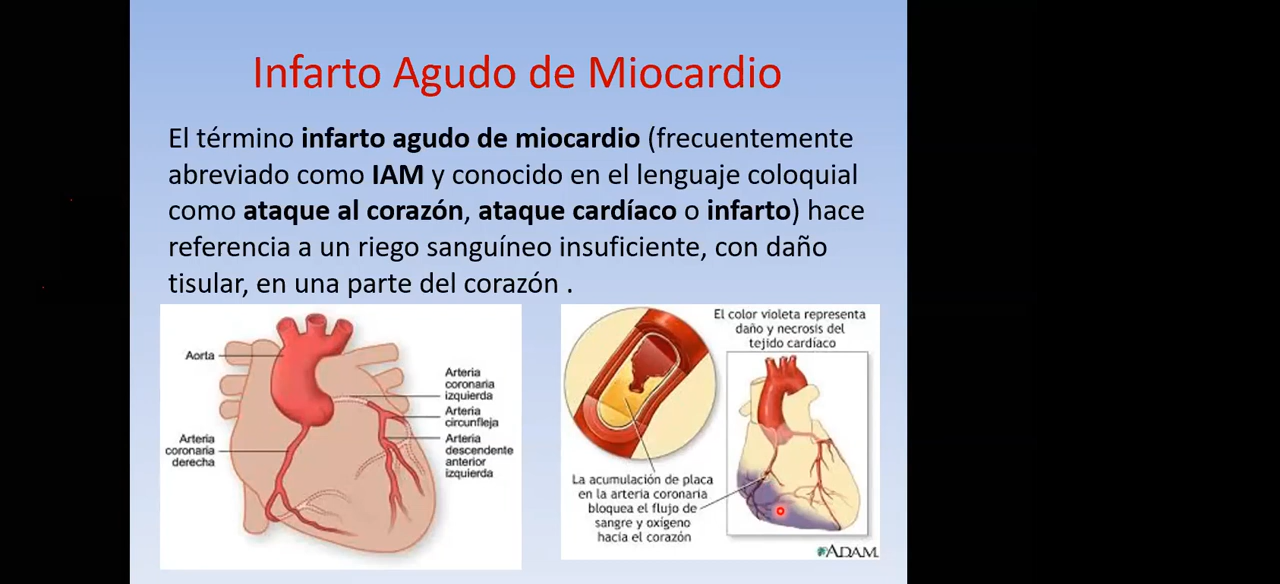 Infarto Agudo de Miocardio
El término infarto agudo de miocardio (frecuentemente
abreviado como IAM y conocido en el lenguaje coloquial
como ataque al corazón, ataque cardíaco o infarto) hace
referencia a un riego sanguíneo insuficiente, con daño
tisular, en una parte del corazón .
Aorta
Arteria
coronaria
izquierda
Arteria
circunfleja
Arteria
descendente
anterior
izquierda
Arteria
coronaria
derecha
El color violeta representa
daño y necrosis del
tejido cardíaco
La acumulación de placa
en la arteria coronaria
bloquea el flujo de
sangre y oxígeno
hacia el corazón
ADAM